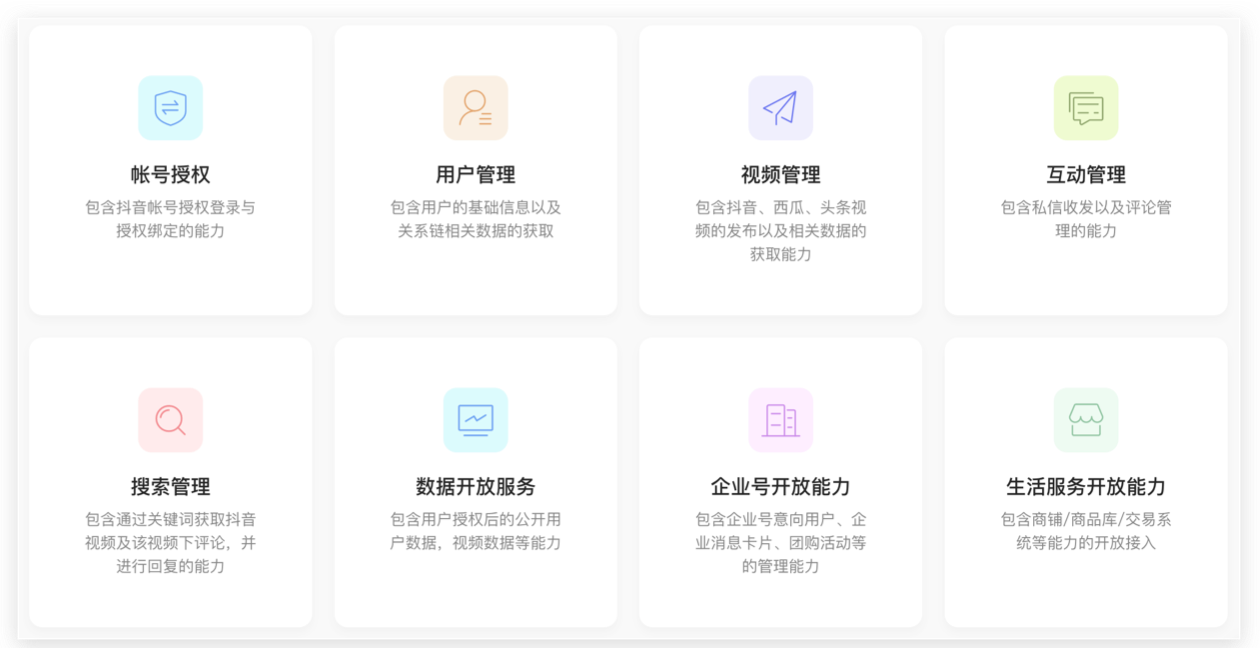 帐号授权
包含抖音帐号授权登录与
授权绑定的能力
用户管理
包含用户的基础信息以及
关系链相关数据的获取
视频管理
包含抖音、西瓜、头条视
频的发布以及相关数据的
获取能力
互动管理
包含私信收发以及评论管
理的能力
搜索管理
包含通过关键词获取抖音
视频及该视频下评论，并
进行回复的能力
数据开放服务
包含用户授权后的公开用
户数据，视频数据等能力
企业号开放能力
包含企业号意向用户、企
业消息卡片、团购活动等
的管理能力
生活服务开放能力
包含商铺/商品库/交易系
统等能力的开放接入